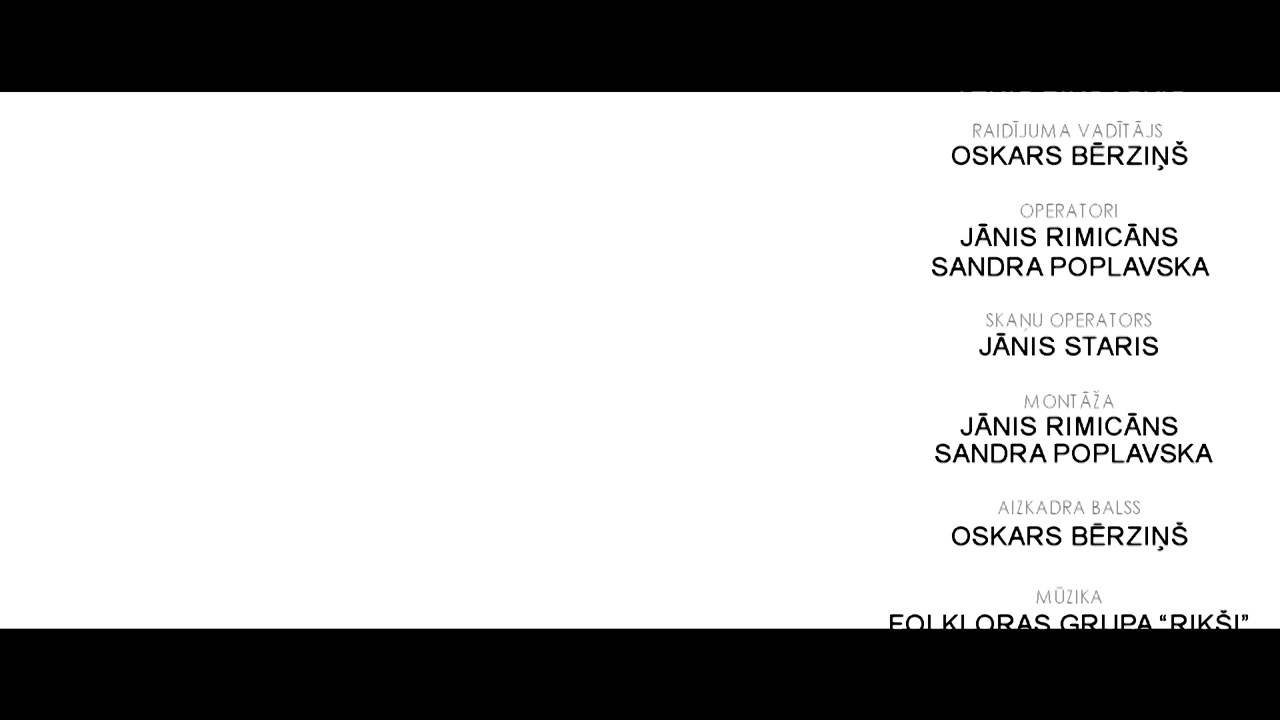 RAIDĪJUMA VADĪTĀJS
OSKARS BĒRZIŅŠ
OPERATORI
JĀNIS RIMICĀNS
SANDRA POPLAVSKA
SKAŅU OPERATORS
JĀNIS STARIS
MONTĀŽA
JĀNIS RIMICĀNS
SANDRA POPLAVSKA
AIZKADRA BALSS
OSKARS BĒRZIŅŠ
MŪZIKA
FOLKLORAS GRUPA “RIKŠI”